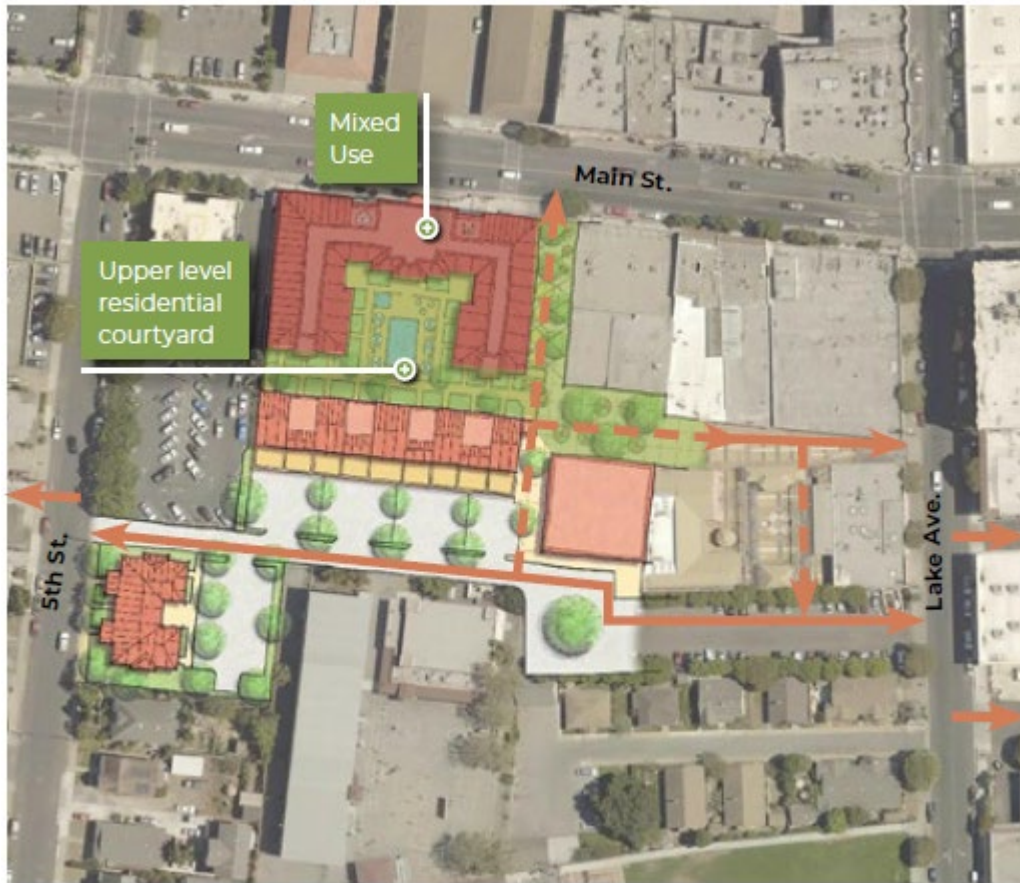 Mixed
Use
Main St.
Upper level
residential
courtyard
5th St.
Lake Ave.